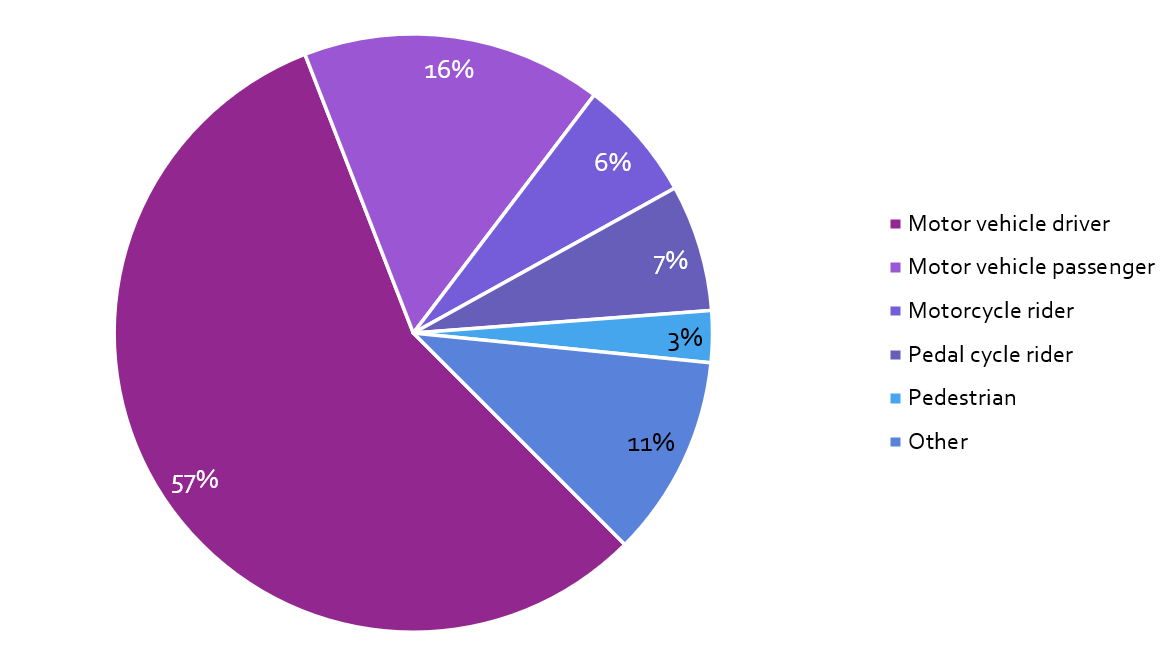 16%
6%
7%
3%
11%
57%
Motor vehicle driver
Motor vehicle passenger
Motorcycle rider
Pedal cycle rider
Pedestrian
Other